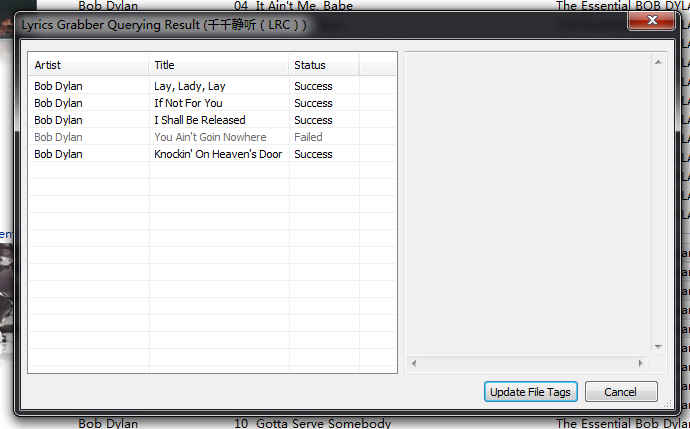 Bob Dylan 04 It Ain't Me, Babe The Essential BOB DYLA
Lyrics Grabber Querying Result (千千静听 ( LRC ) )
Artist Title Status
Bob Dylan Lay, Lady, Lay Success
Bob Dylan If Not For You Success
Bob Dylan I Shall Be Released Success
Bob Dylan You Ain't Goin Nowhere Failed
Bob Dylan Knockin' On Heaven's Door Success
Update File Tags Cancel
Bob Dylan 10 Gotta Serve Somebody The Essential BOB DYLA